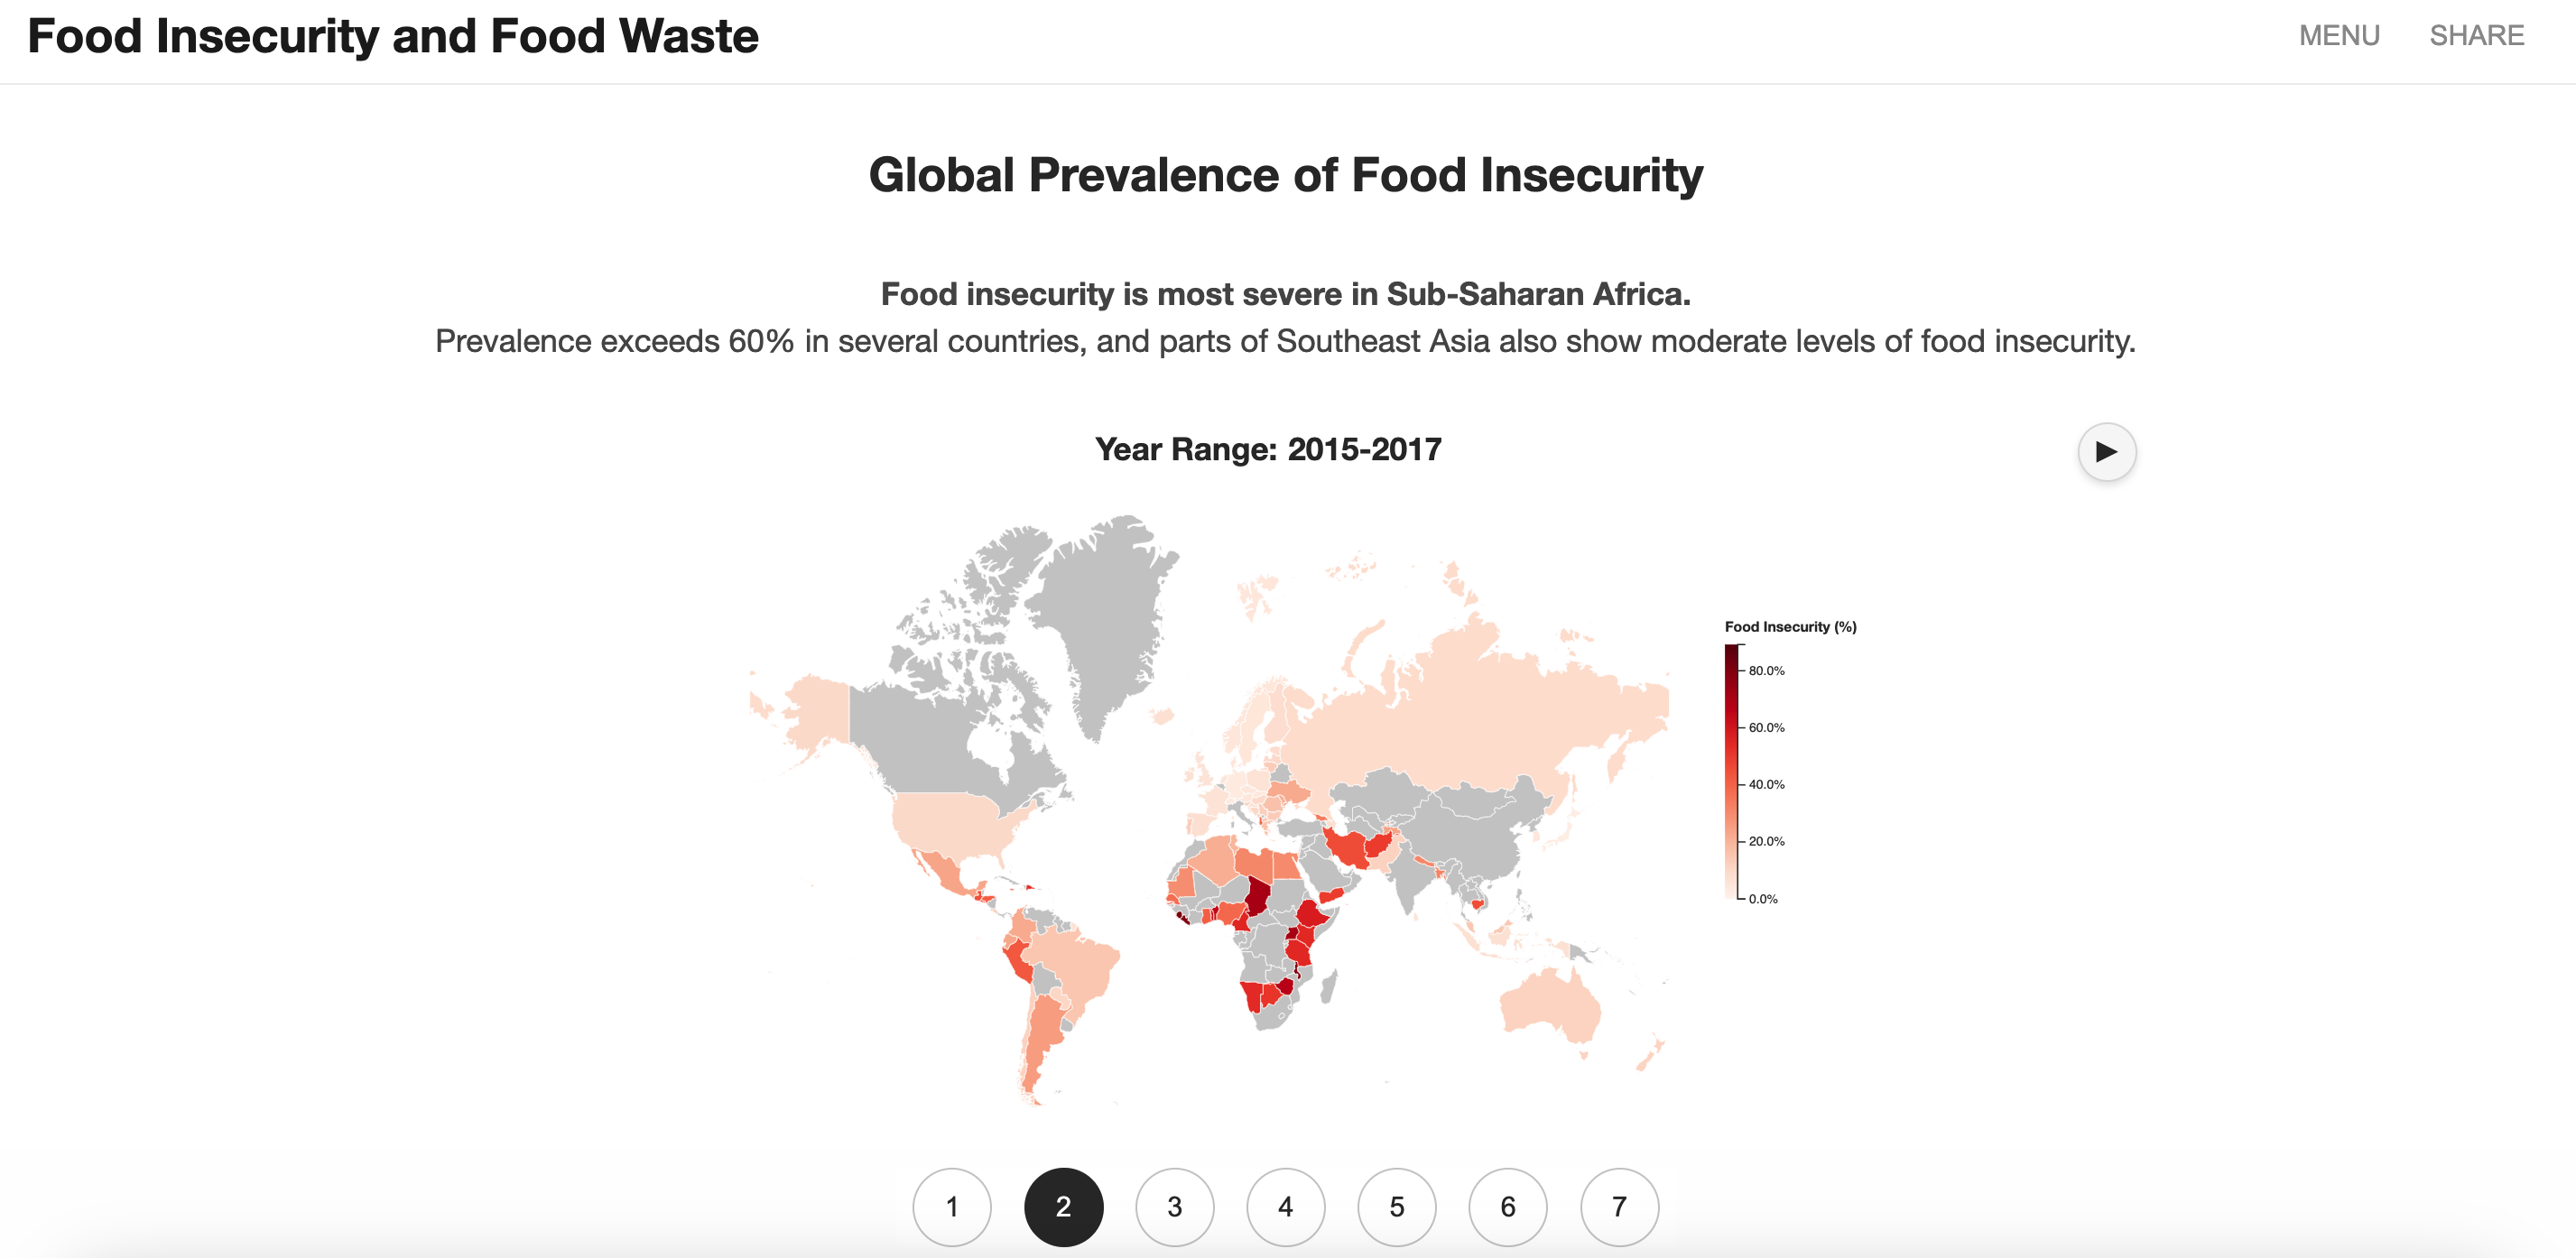 Food Insecurity and Food Waste
MENU
SHARE
Global Prevalence of Food Insecurity
Food insecurity is most severe in Sub-Saharan Africa.
Prevalence exceeds 60% in several countries, and parts of Southeast Asia also show moderate levels of food insecurity.
Year Range: 2015-2017
Food Insecurity (%)
80.0%
60.0%
40.0%
20.0%
0.0%
1 2 3 4 5 6 7